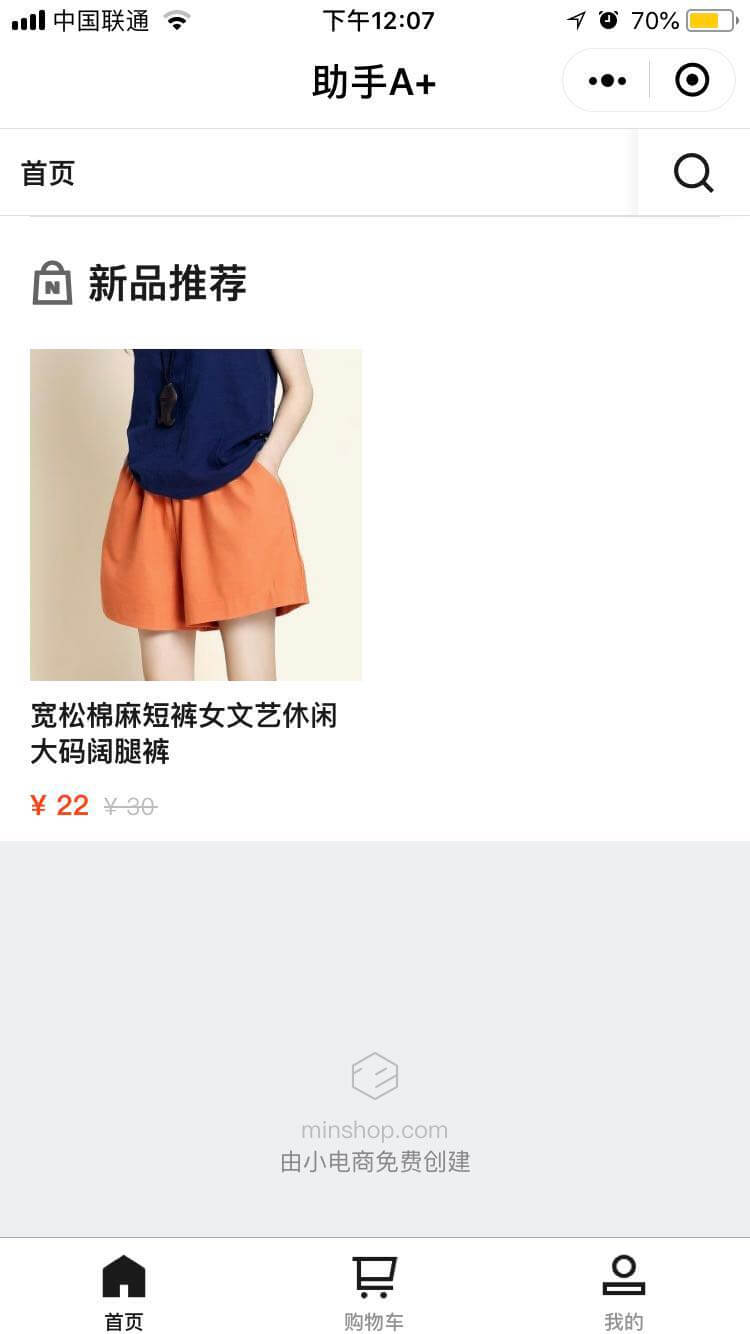 中国联通
下午12:07
70%
助手A+
首页
N
新品推荐
宽松棉麻短裤女文艺休闲
大码阔腿裤
¥ 22 ¥ 30
minshop.com
由小电商免费创建
首页
购物车
我的